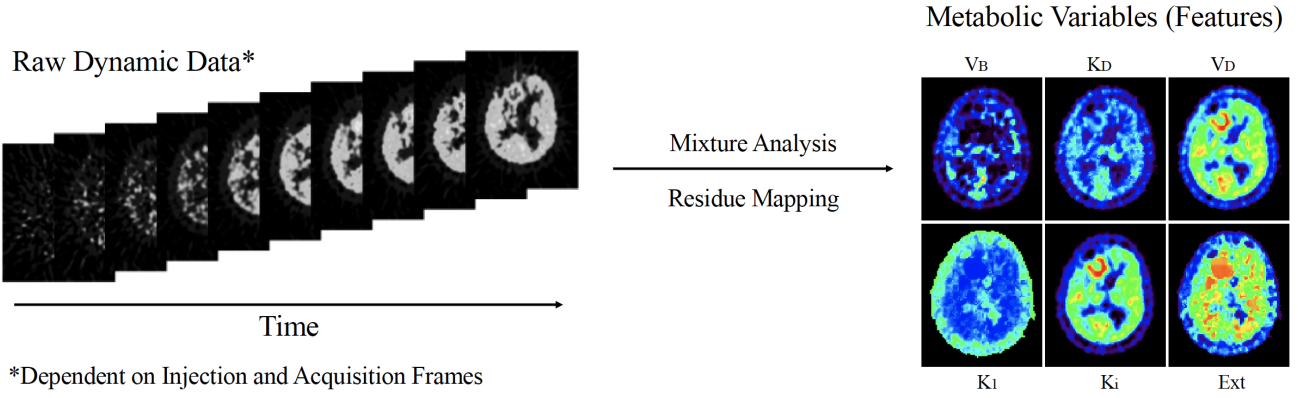 Metabolic Variables (Features)
Raw Dynamic Data*
VB
KD
VD
Mixture Analysis
Residue Mapping
Time
*Dependent on Injection and Acquisition Frames
K1
Ki
Ext